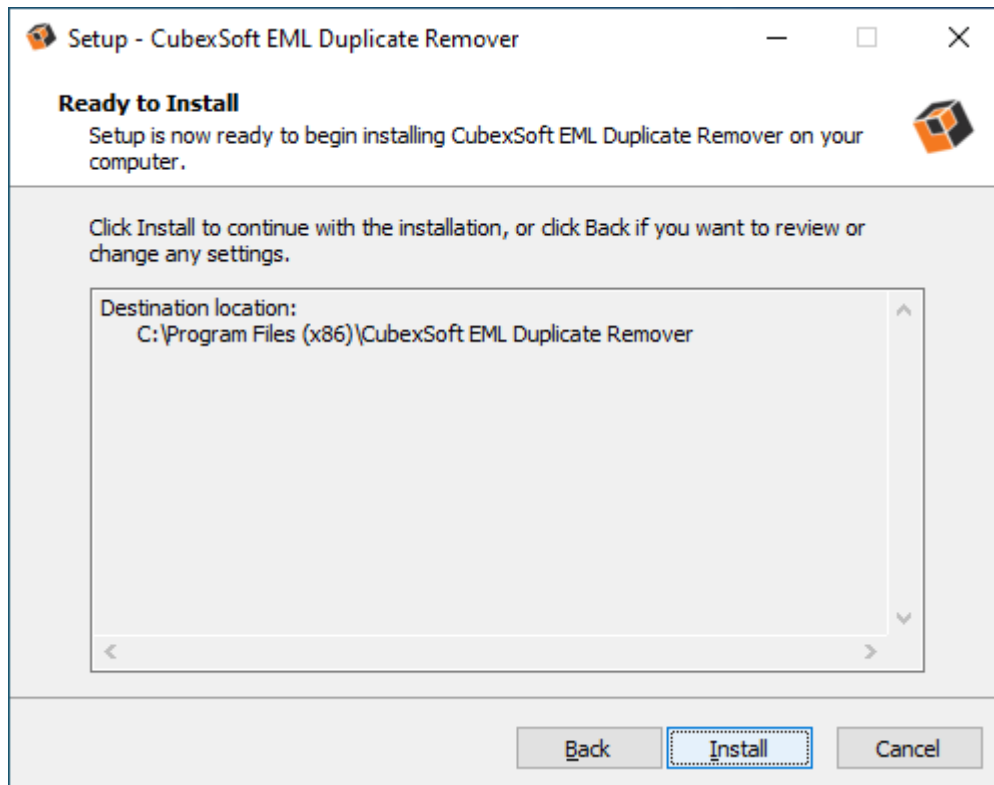 Setup - CubexSoft EML Duplicate Remover
Ready to Install
Setup is now ready to begin installing CubexSoft EML Duplicate Remover on your
computer.
Click Install to continue with the installation, or click Back if you want to review or
change any settings.
Destination location:
C:\Program Files (x86)\CubexSoft EML Duplicate Remover
Back Install Cancel